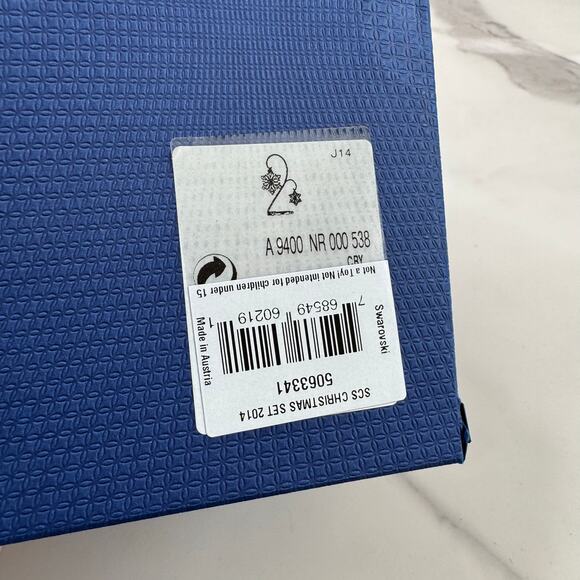 J14
A 9400 NR 000 538
CRY
SCS CHRISTMAS SET 2014
5063341
7 68549 60219 1
Swarovski
Not a Toy! Not intended for children under 15
Made in Austria